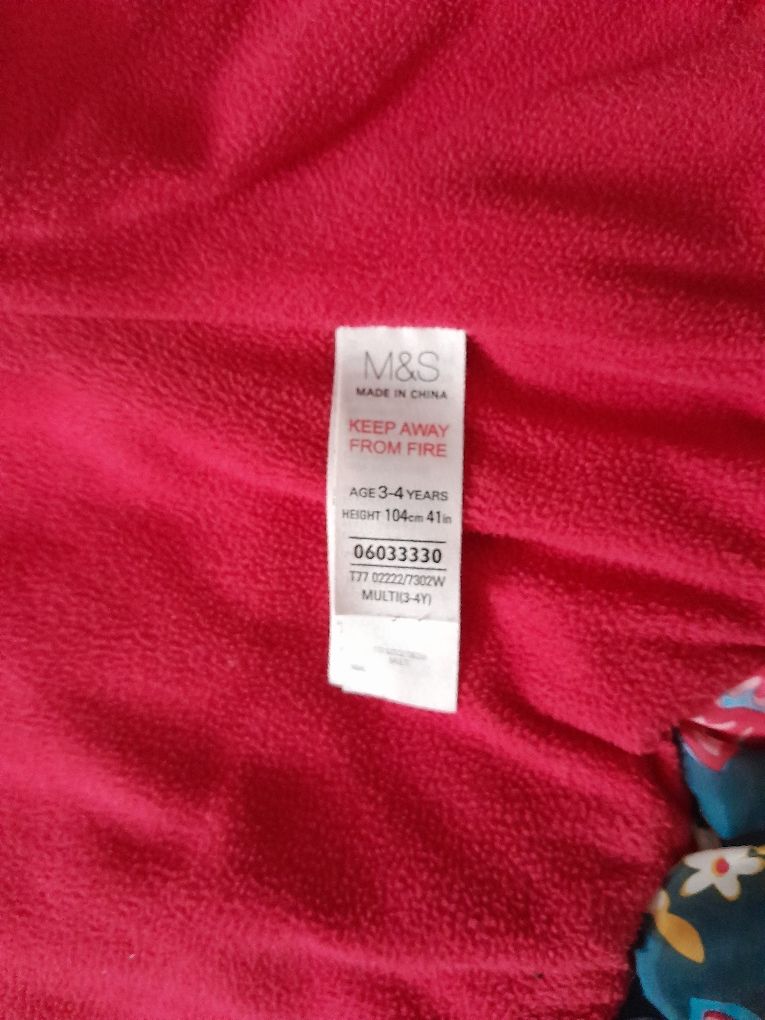 M&S
MADE IN CHINA
KEEP AWAY
FROM FIRE
AGE 3-4 YEARS
HEIGHT 104cm 41in
06033330
T77 02222/7302W
MULTI(3-4Y)